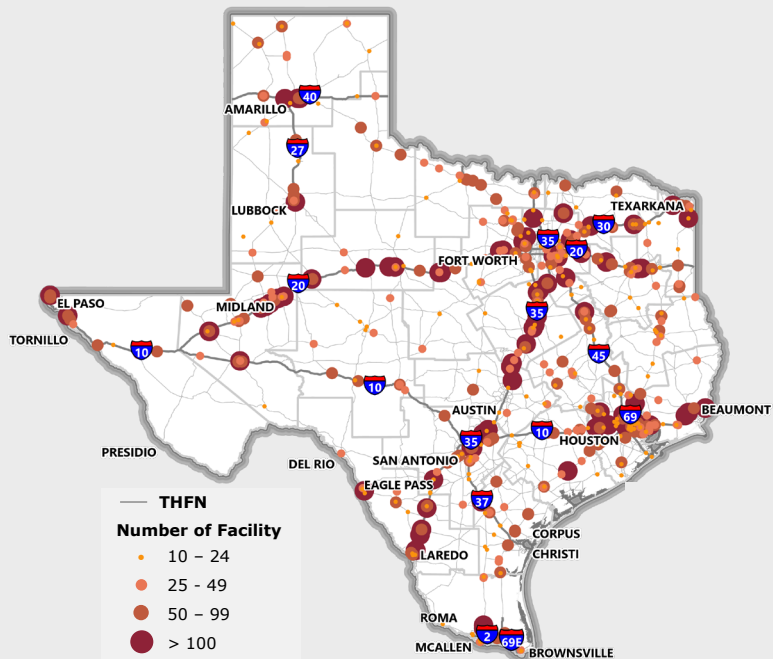 AMARILLO
40
27
LUBBOCK
TEXARKANA
30
35
20
FORT WORTH
20
MIDLAND
EL PASO
TORNILLO
10
35
45
10
AUSTIN
69
BEAUMONT
35
10
HOUSTON
PRESIDIO
DEL RIO
SAN ANTONIO
EAGLE PASS
37
CORPUS
CHRISTI
LAREDO
ROMA
2
69E
MCALLEN
BROWNSVILLE
THFN
Number of Facility
10 – 24
25 - 49
50 – 99
> 100